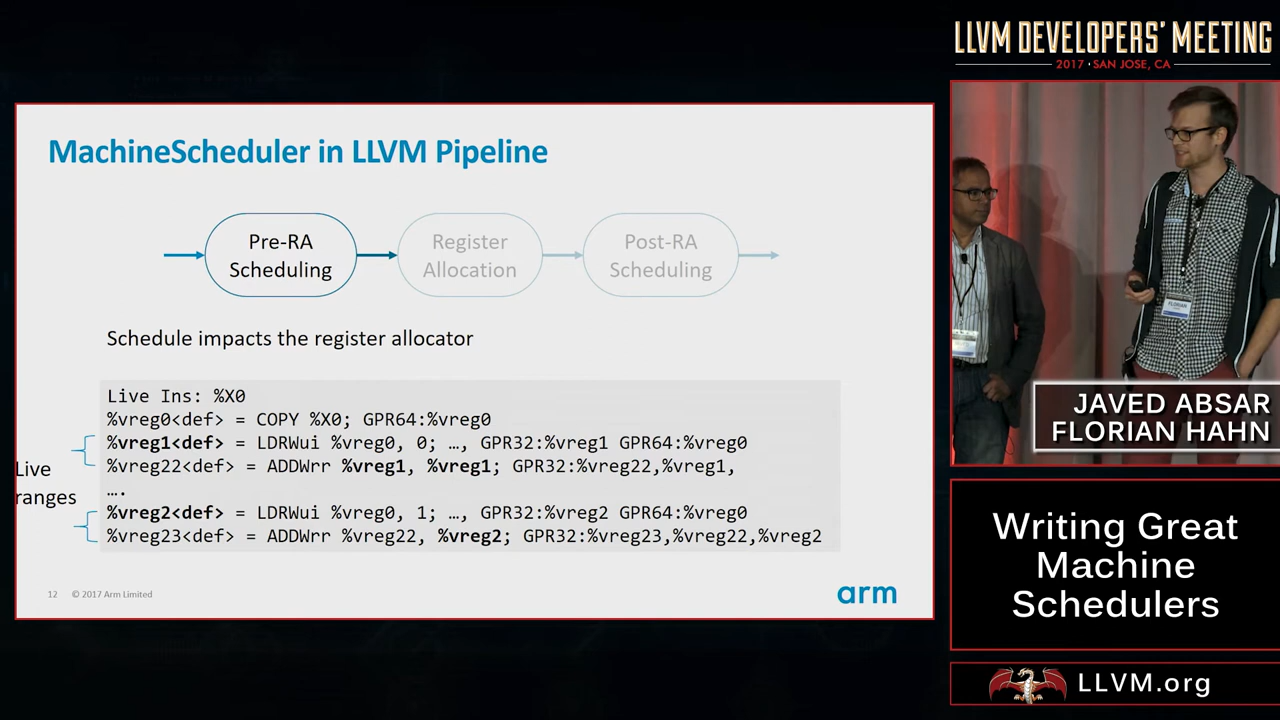 LLVM DEVELOPERS' MEETING
2017 · SAN JOSE, CA
MachineScheduler in LLVM Pipeline
Pre-RA
Scheduling
Register
Allocation
Post-RA
Scheduling
Schedule impacts the register allocator
Live Ins: %X0
%vreg0<def> = COPY %X0; GPR64:%vreg0
%vreg1<def> = LDRWui %vreg0, 0; …, GPR32:%vreg1 GPR64:%vreg0
%vreg22<def> = ADDWrr %vreg1, %vreg1; GPR32:%vreg22,%vreg1,
….
%vreg2<def> = LDRWui %vreg0, 1; …, GPR32:%vreg2 GPR64:%vreg0
%vreg23<def> = ADDWrr %vreg22, %vreg2; GPR32:%vreg23,%vreg22,%vreg2
Live
ranges
12 © 2017 Arm Limited
arm
FLORIAN
JAVED ABSAR
FLORIAN HAHN
Writing Great
Machine
Schedulers
LLVM.org